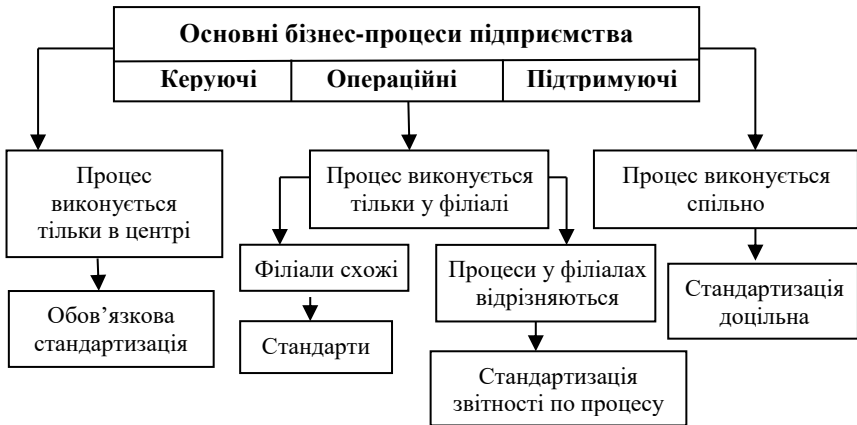 Основні бізнес-процеси підприємства
Керуючі Операційні Підтримуючі
Процес
виконується
тільки в центрі
Обов’язкова
стандартизація
Процес виконується
тільки у філіалі
Філіали схожі
Стандарти
Процеси у філіалах
відрізняються
Стандартизація
звітності по процесу
Процес виконується
спільно
Стандартизація
доцільна